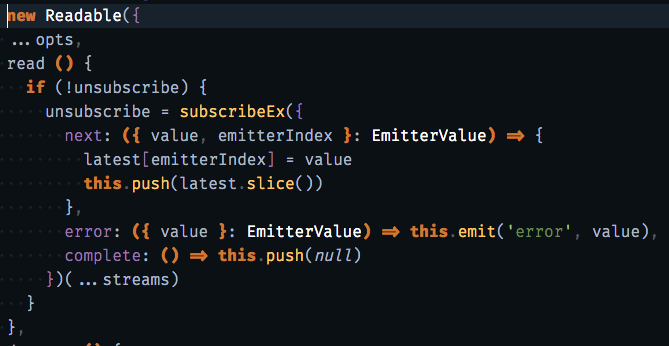 new Readable({
...opts,
read () {
if (!unsubscribe) {
unsubscribe = subscribeEx({
next: ({ value, emitterIndex }: EmitterValue) => {
latest[emitterIndex] = value
this.push(latest.slice())
},
error: ({ value }: EmitterValue) => this.emit('error', value),
complete: () => this.push(null)
})(...streams)
}
},